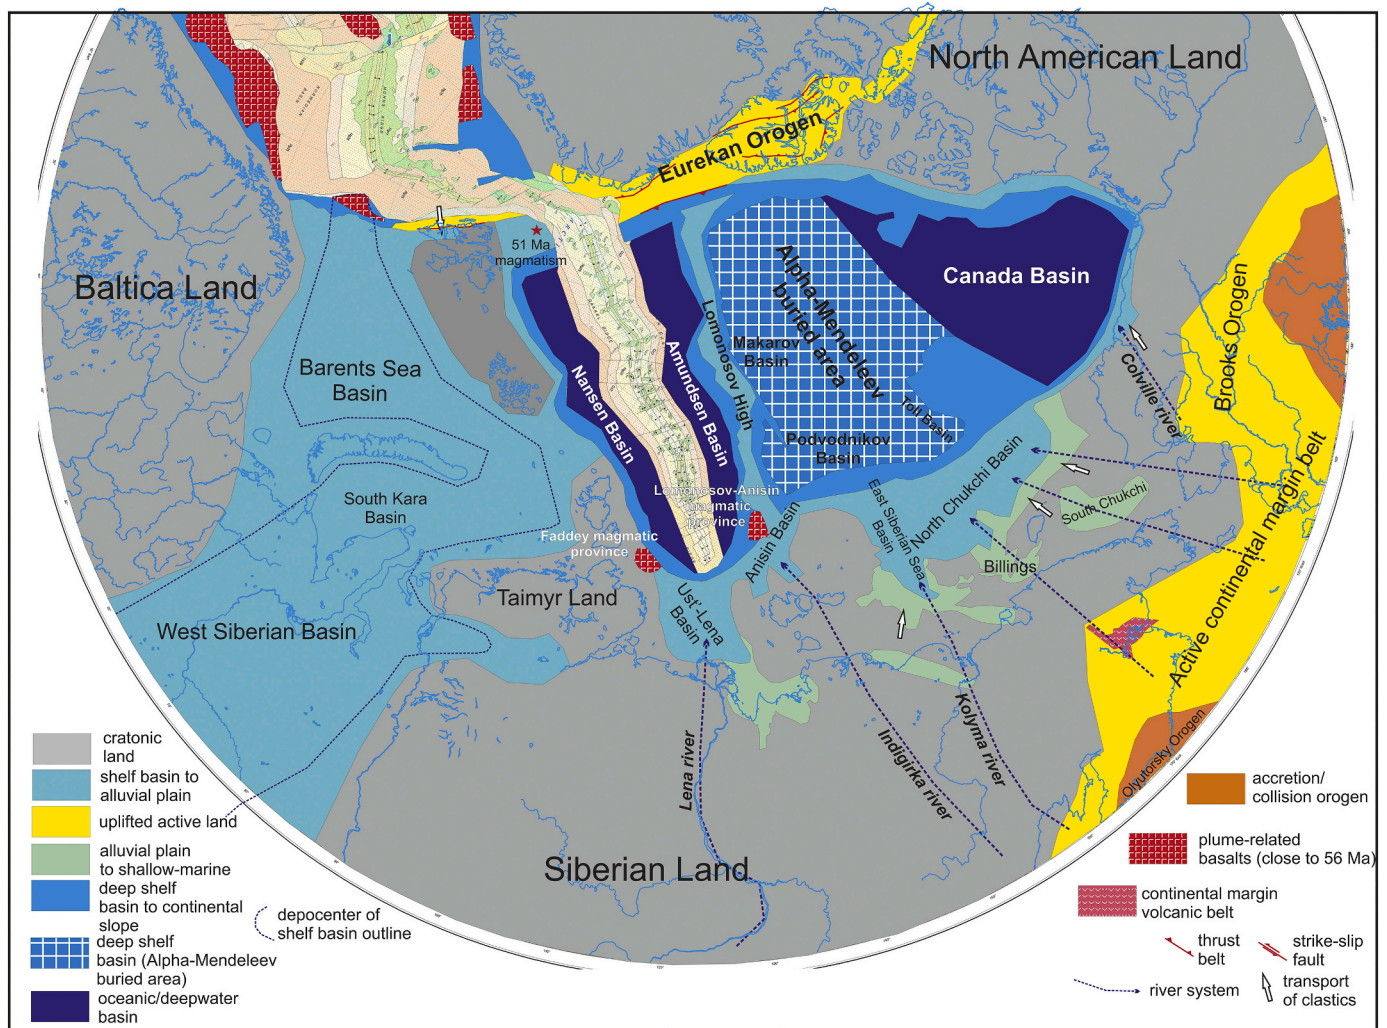 North American Land
Eurekan Orogen
51 Ma
magmatism
Baltica Land
Canada Basin
Alpha-Mendeleev
buried area
Brooks Orogen
Lomonosov High
Makarov
Basin
Colville river
Barents Sea
Basin
Nansen Basin
Amundsen Basin
Toll Basin
Podvodnikov
Basin
Active continental margin belt
South Kara
Basin
Lomonosov-Anisin
magmatic
province
East Siberian Sea
Basin
North Chukchi Basin
South Chukchi
Faddey magmatic
province
Anisin Basin
Billings
Taimyr Land
Ust'-Lena
Basin
West Siberian Basin
Lena river
Indigirka river
Kolyma river
Olyutorsky Orogen
Siberian Land
cratonic
land
shelf basin to
alluvial plain
uplifted active land
alluvial plain
to shallow-marine
deep shelf
basin to continental
slope
deep shelf
basin (Alpha-Mendeleev
buried area)
oceanic/deepwater
basin
depocenter of
shelf basin outline
accretion/
collision orogen
plume-related
basalts (close to 56 Ma)
continental margin
volcanic belt
thrust
belt
strike-slip
fault
river system
transport
of clastics